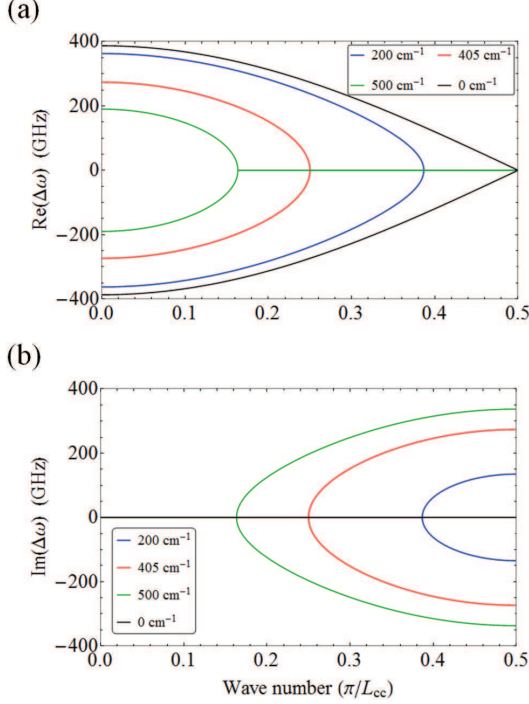 (a)
400
200
0
−200
−400
Re(Δω) (GHz)
200 cm⁻¹ 405 cm⁻¹
500 cm⁻¹ 0 cm⁻¹
0.0 0.1 0.2 0.3 0.4 0.5
(b)
400
200
0
−200
−400
Im(Δω) (GHz)
200 cm⁻¹
405 cm⁻¹
500 cm⁻¹
0 cm⁻¹
0.0 0.1 0.2 0.3 0.4 0.5
Wave number (π/L_cc)